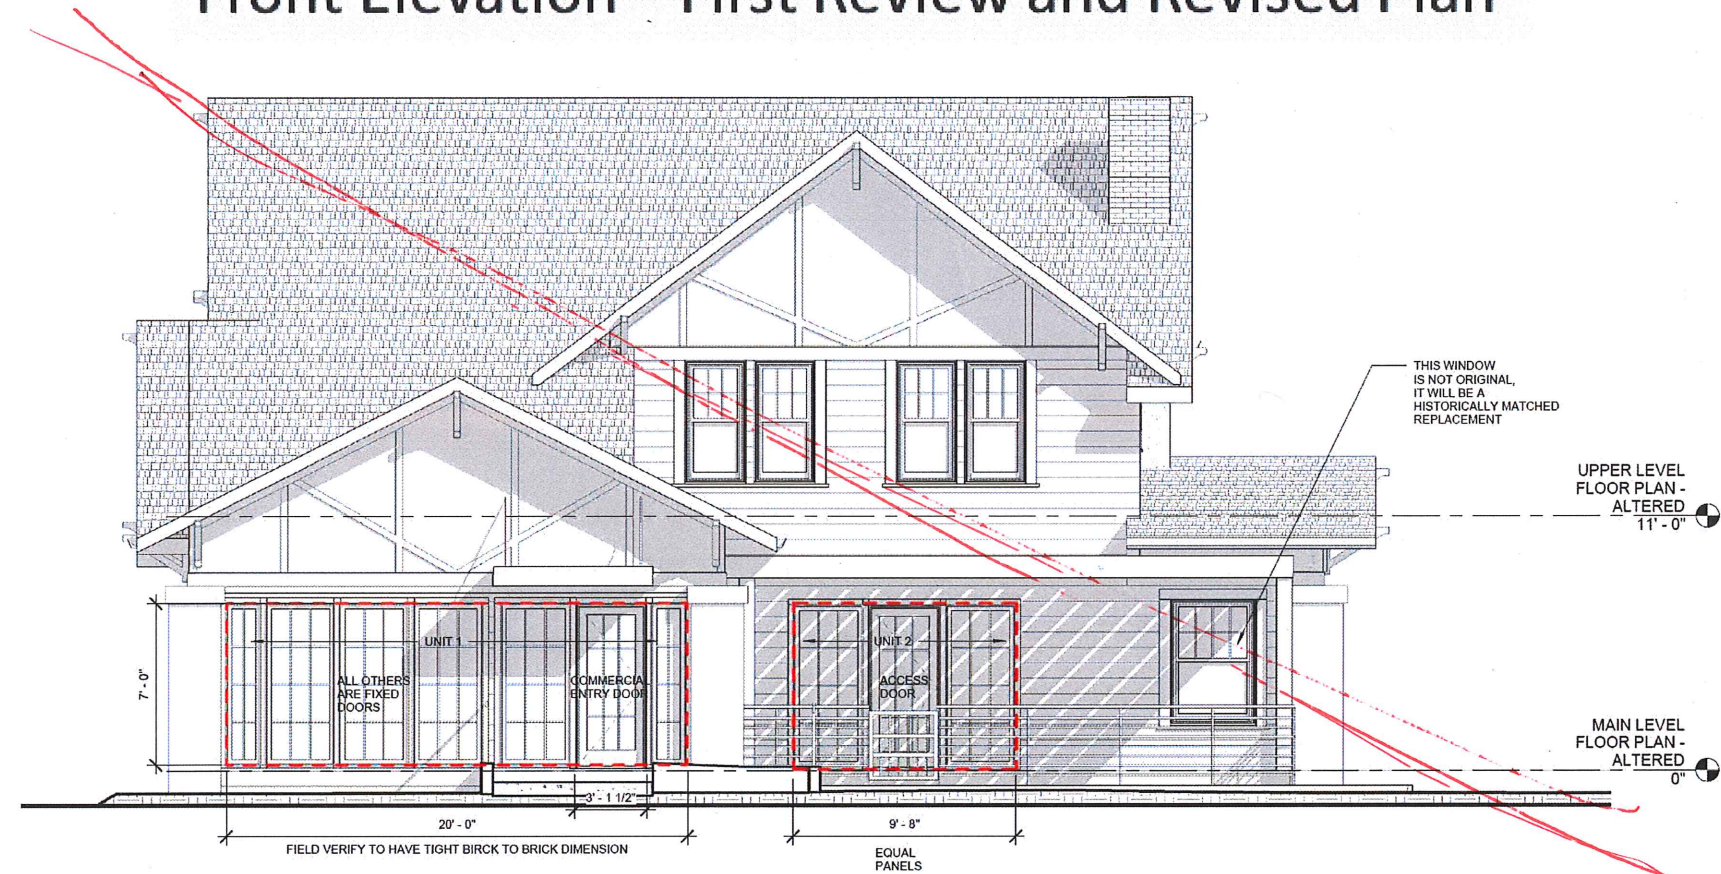 Front Elevation - First Review and Revised Plan
THIS WINDOW
IS NOT ORIGINAL,
IT WILL BE A
HISTORICALLY MATCHED
REPLACEMENT
UPPER LEVEL
FLOOR PLAN -
ALTERED
11' - 0"
UNIT 1
UNIT 2
ALL OTHERS
ARE FIXED
DOORS
COMMERCIAL
ENTRY DOOR
ACCESS
DOOR
7' - 0"
MAIN LEVEL
FLOOR PLAN -
ALTERED
0"
3' - 1 1/2"
20' - 0"
9' - 8"
FIELD VERIFY TO HAVE TIGHT BIRCK TO BRICK DIMENSION
EQUAL
PANELS